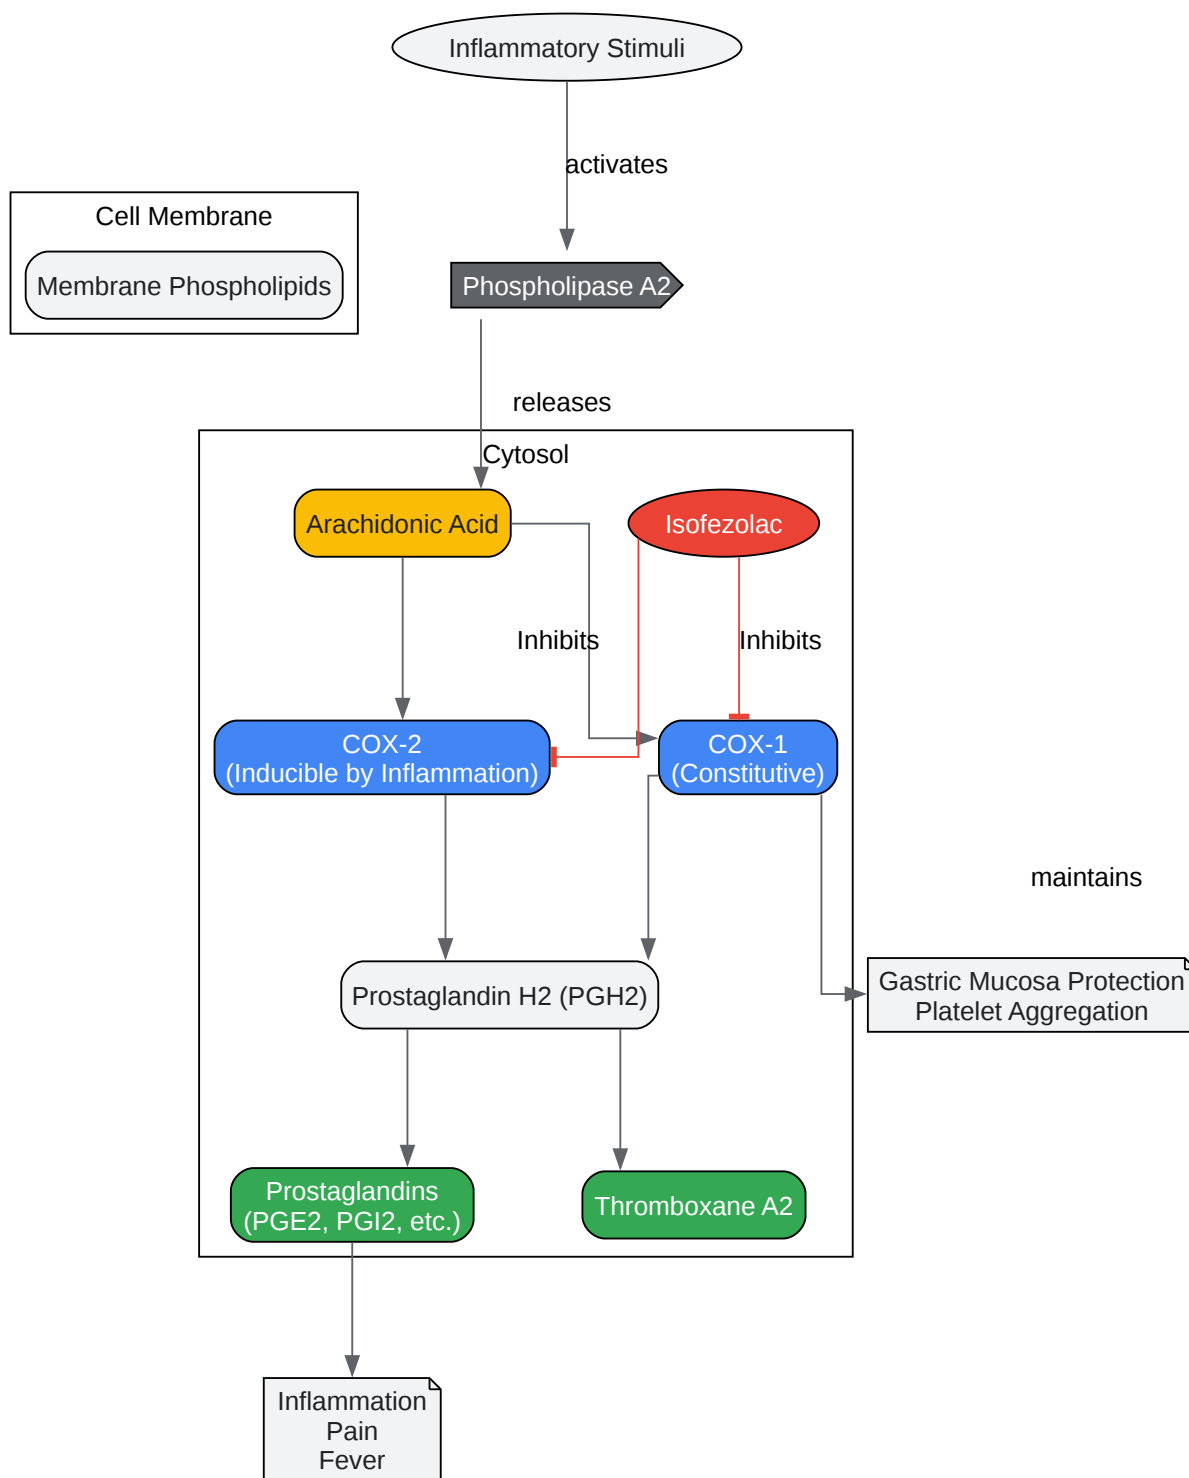 Inflammatory Stimuli
activates
Cell Membrane
Membrane Phospholipids
Phospholipase A2
releases
Cytosol
Arachidonic Acid
Isofezolac
Inhibits
Inhibits
COX-2
(Inducible by Inflammation)
COX-1
(Constitutive)
maintains
Prostaglandin H2 (PGH2)
Gastric Mucosa Protection
Platelet Aggregation
Prostaglandins
(PGE2, PGI2, etc.)
Thromboxane A2
Inflammation
Pain
Fever